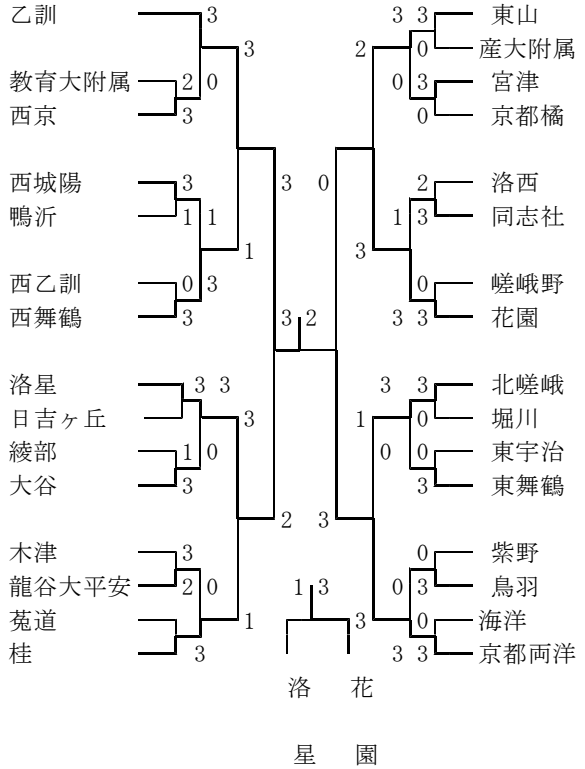 乙訓 3 3 3 東山
3 2 0 産大附属
教育大附属 2 0 0 3 宮津
西京 3 0 京都橘
西城陽 3 3 0 2 洛西
鴨沂 1 1 1 3 同志社
1 3
西乙訓 0 3 0 嵯峨野
西舞鶴 3 3 2 3 3 花園
洛星 3 3 3 3 北嵯峨
日吉ヶ丘 3 1 0 堀川
綾部 1 0 0 0 東宇治
大谷 3 3 東舞鶴
2 3
木津 3 0 紫野
龍谷大平安 2 0 1 3 0 3 鳥羽
菟道 1 3 0 海洋
桂 3 3 3 京都両洋
洛 花
星 園